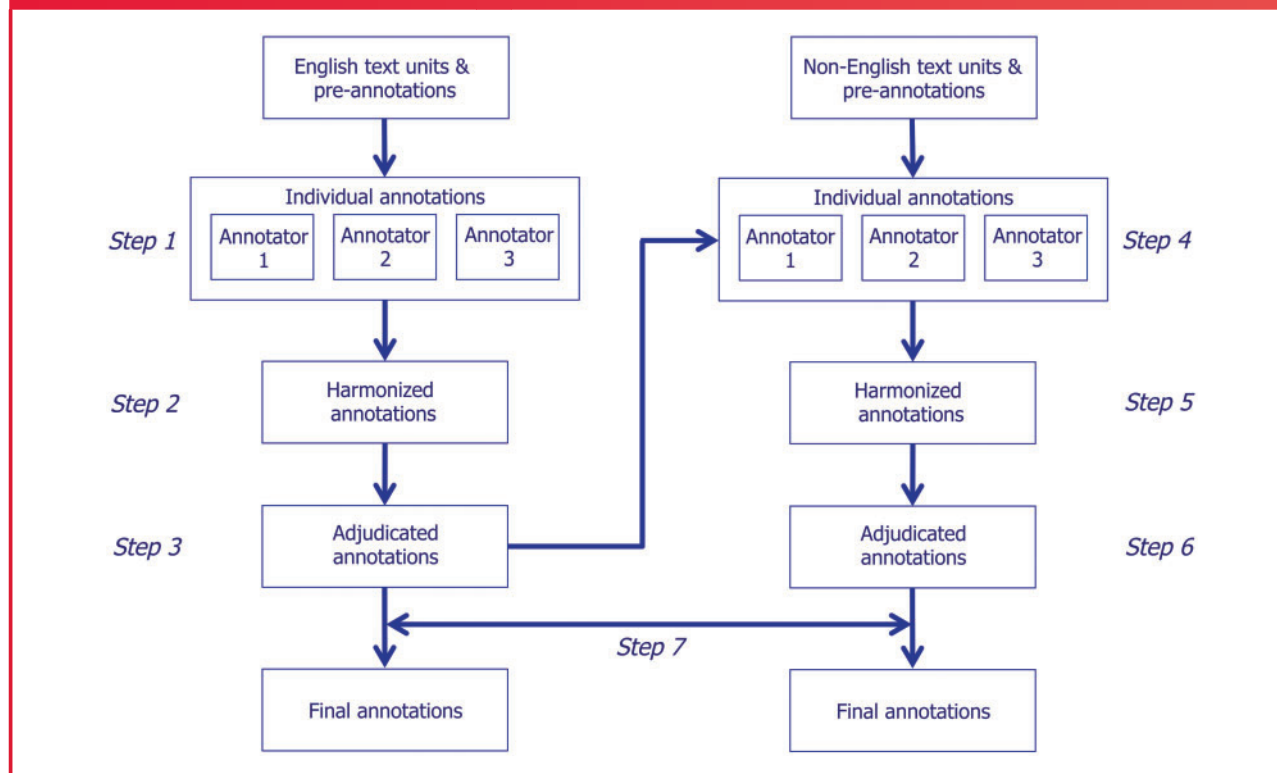 English text units &
pre-annotations
Non-English text units &
pre-annotations
Step 1
Individual annotations
Annotator
1
Annotator
2
Annotator
3
Individual annotations
Annotator
1
Annotator
2
Annotator
3
Step 4
Step 2
Harmonized
annotations
Harmonized
annotations
Step 5
Step 3
Adjudicated
annotations
Adjudicated
annotations
Step 6
Step 7
Final annotations
Final annotations